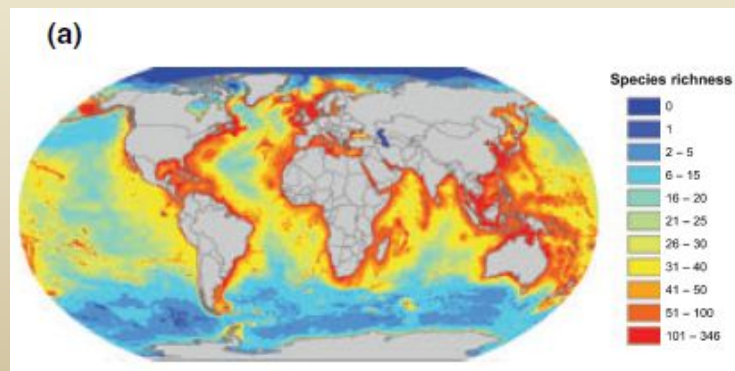 (a)
Species richness
0
1
2 – 5
6 – 15
16 – 20
21 – 25
26 – 30
31 – 40
41 – 50
51 – 100
101 – 346